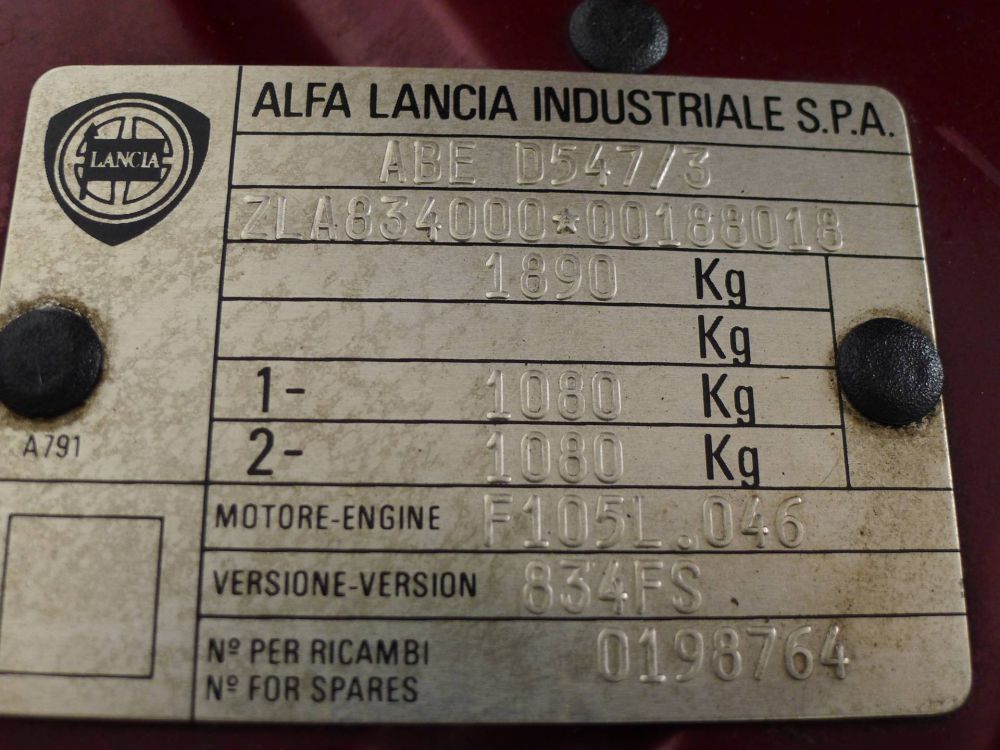 ALFA LANCIA INDUSTRIALE S.P.A.
LANCIA
ABE D547/3
ZLA834000*00188018
1890 Kg
Kg
1- 1080 Kg
2- 1080 Kg
A791
MOTORE-ENGINE F105L.046
VERSIONE-VERSION 834FS
Nº PER RICAMBI 0198764
Nº FOR SPARES